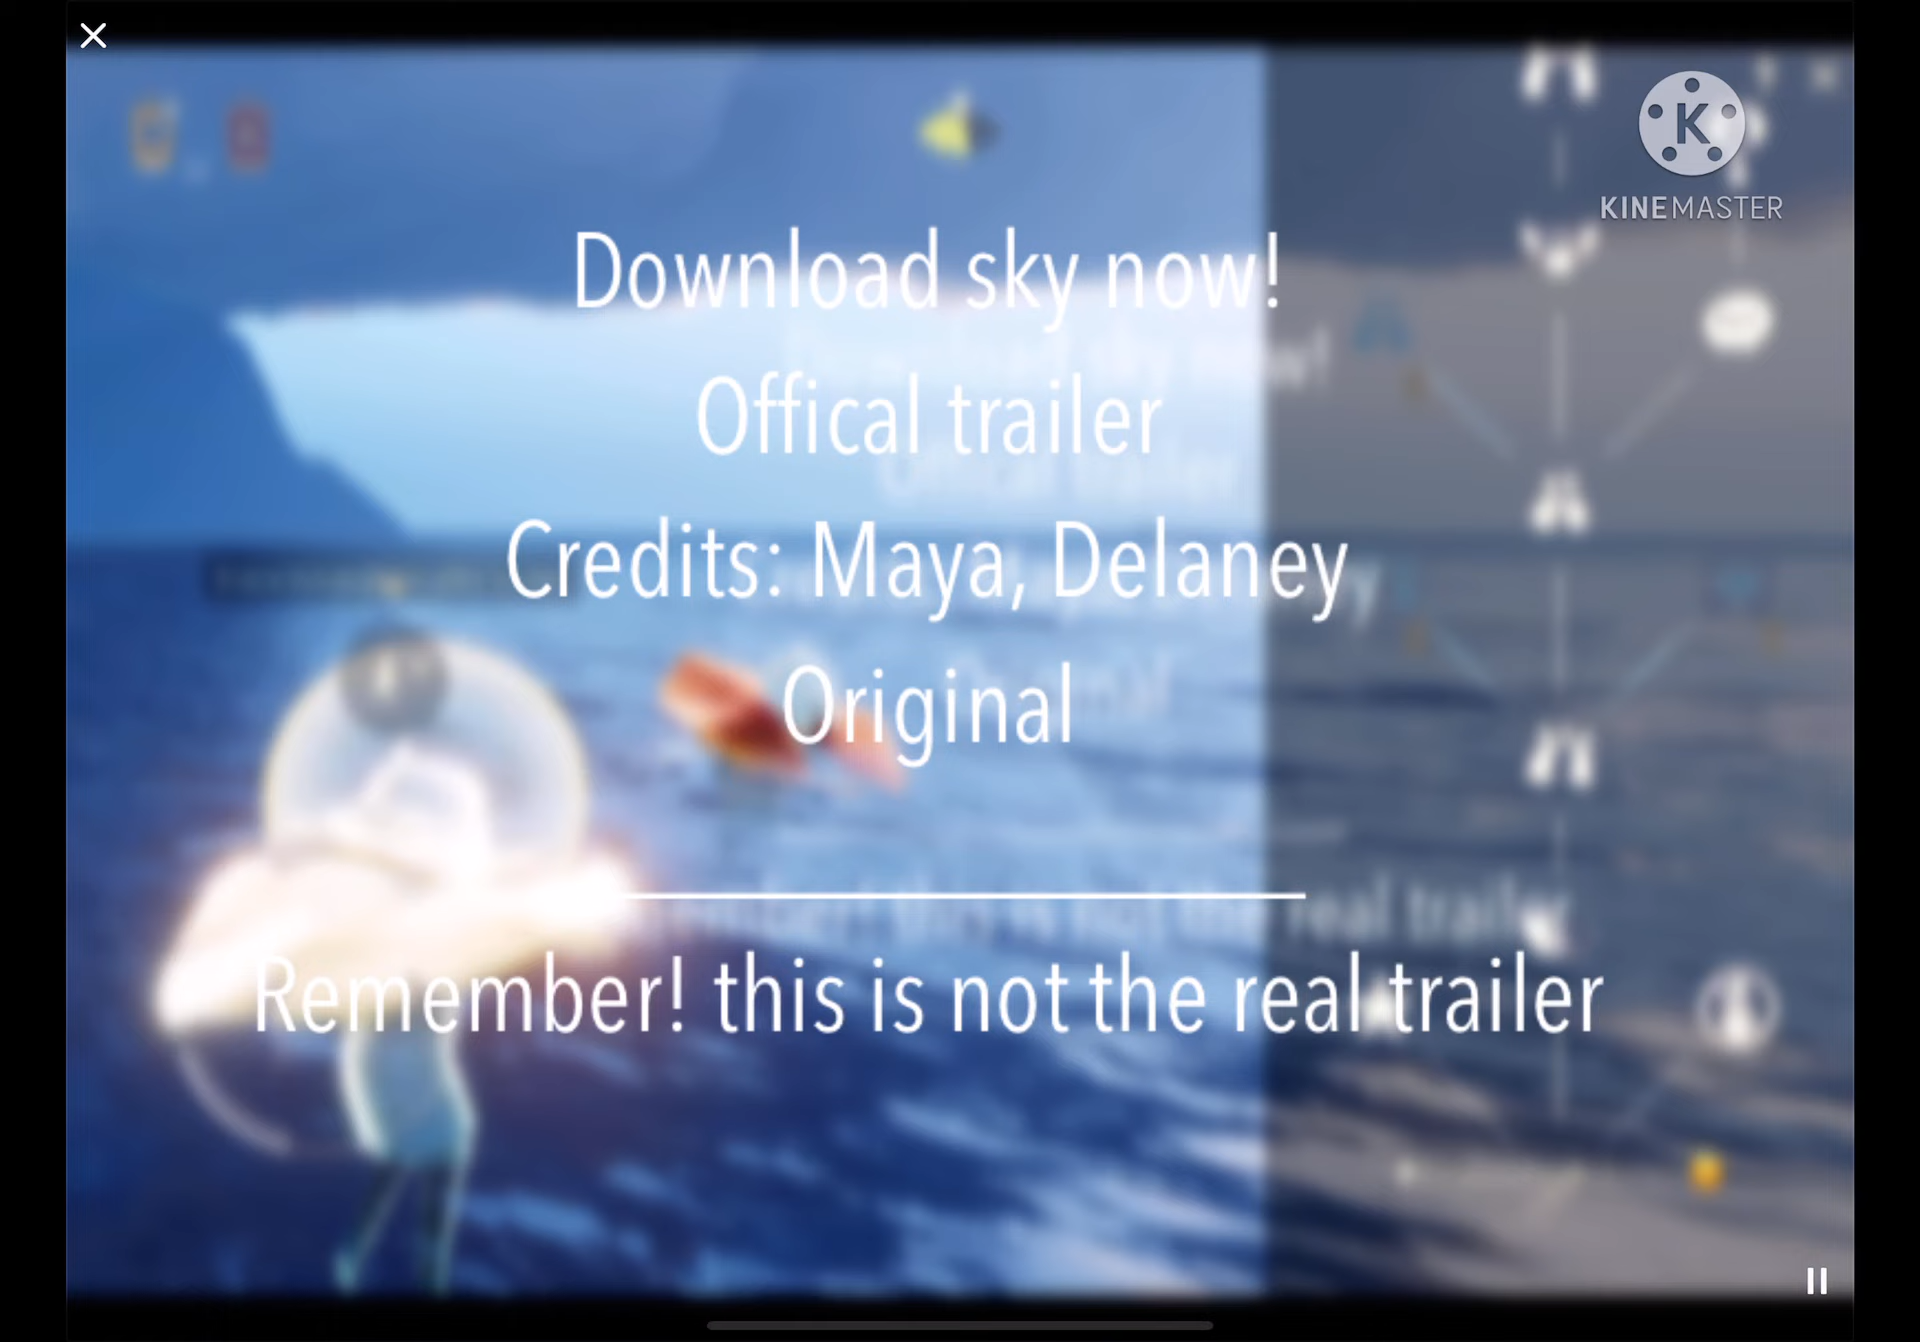 KINEMASTER
Download sky now!
Offical trailer
Credits: Maya, Delaney
Original
Remember! this is not the real trailer